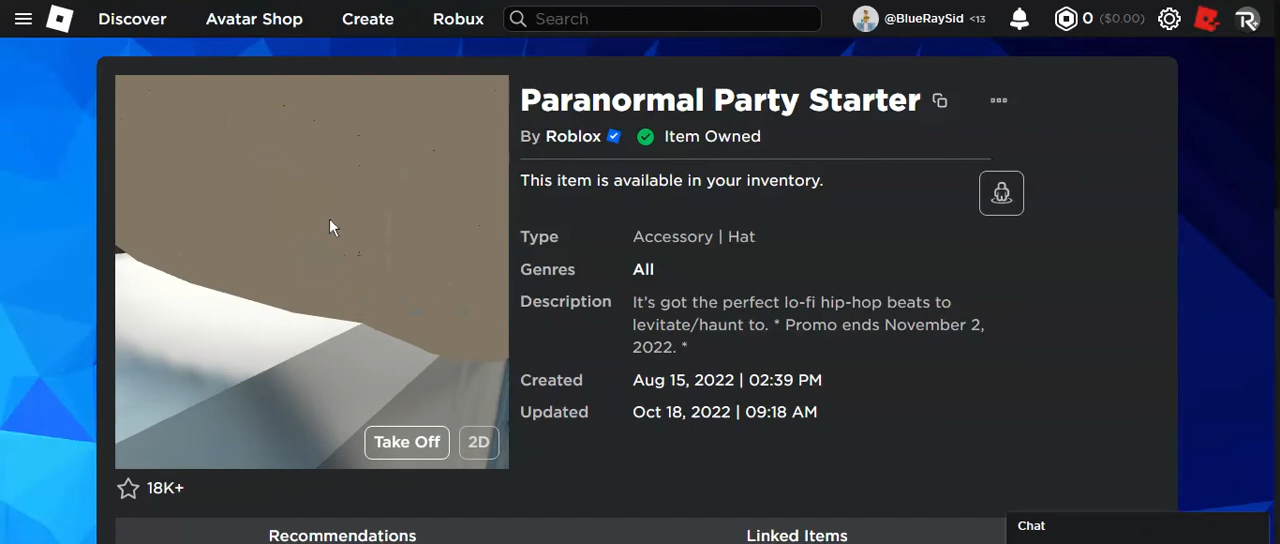 Discover Avatar Shop Create Robux Search @BlueRaySid <13 0 ($0.00)
Paranormal Party Starter
By Roblox Item Owned
This item is available in your inventory.
Type Accessory | Hat
Genres All
Description It's got the perfect lo-fi hip-hop beats to
levitate/haunt to. * Promo ends November 2,
2022. *
Created Aug 15, 2022 | 02:39 PM
Updated Oct 18, 2022 | 09:18 AM
Take Off 2D
18K+
Recommendations Linked Items
Chat